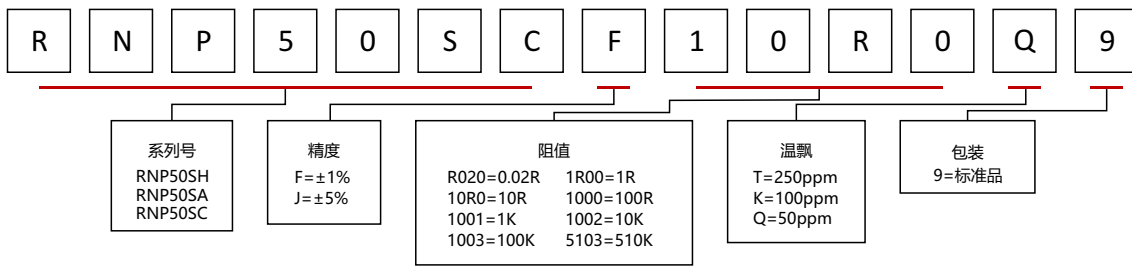 R N P 5 0 S C F 1 0 R 0 Q 9
系列号
RNP50SH
RNP50SA
RNP50SC
精度
F=±1%
J=±5%
阻值
R020=0.02R 1R00=1R
10R0=10R 1000=100R
1001=1K 1002=10K
1003=100K 5103=510K
温飘
T=250ppm
K=100ppm
Q=50ppm
包装
9=标准品